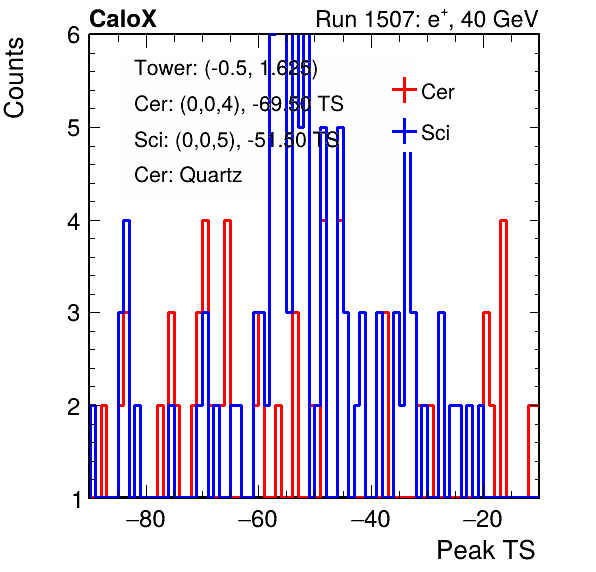 CaloX Run 1507: e⁺, 40 GeV
Counts
6
Tower: (-0.5, 1.625)
Cer: (0,0,4), -69.50 TS
Sci: (0,0,5), -51.50 TS
Cer: Quartz
Cer
Sci
5
4
3
2
1
−80 −60 −40 −20
Peak TS